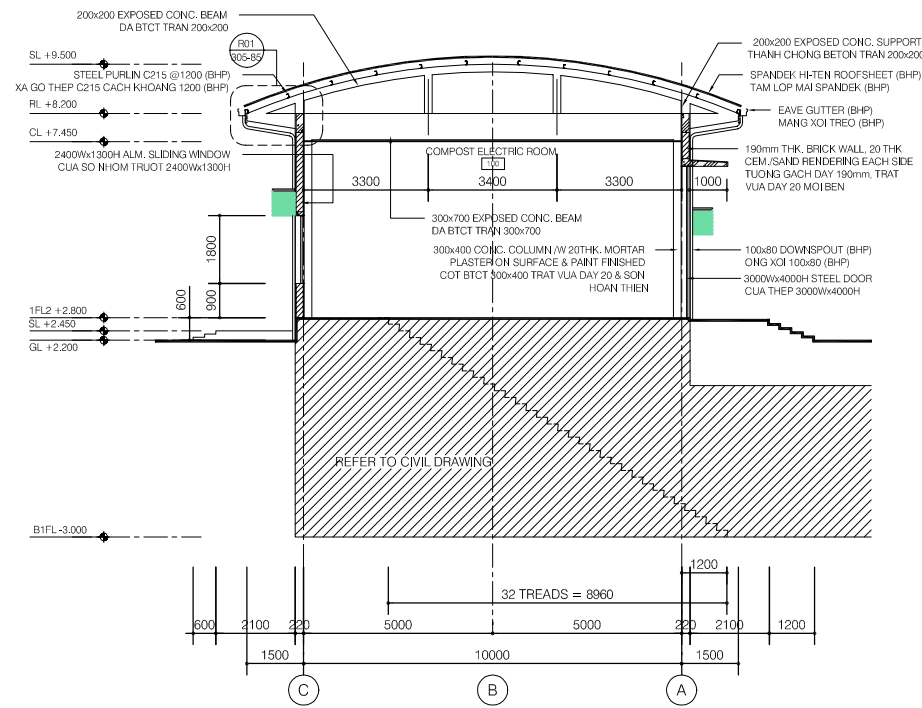 200x200 EXPOSED CONC. BEAM
DA BTCT TRAN 200x200
R01
305-85
SL +9.500
STEEL PURLIN C215 @1200 (BHP)
XA GO THEP C215 CACH KHOANG 1200 (BHP)
RL +8.200
CL +7.450
2400Wx1300H ALM. SLIDING WINDOW
CUA SO NHOM TRUOT 2400Wx1300H
200x200 EXPOSED CONC. SUPPORT
THANH CHONG BETON TRAN 200x200
SPANDEK HI-TEN ROOFSHEET (BHP)
TAM LOP MAI SPANDEK (BHP)
EAVE GUTTER (BHP)
MANG XOI TREO (BHP)
190mm THK. BRICK WALL, 20 THK
CEM./SAND RENDERING EACH SIDE
TUONG GACH DAY 190mm, TRAT
VUA DAY 20 MOI BEN
COMPOST ELECTRIC ROOM
100
3300
3400
3300
1000
300x700 EXPOSED CONC. BEAM
DA BTCT TRAN 300x700
300x400 CONC. COLUMN /W 20THK. MORTAR
PLASTER ON SURFACE & PAINT FINISHED
COT BTCT 300x400 TRAT VUA DAY 20 & SON
HOAN THIEN
100x80 DOWNSPOUT (BHP)
ONG XOI 100x80 (BHP)
3000Wx4000H STEEL DOOR
CUA THEP 3000Wx4000H
1800
600
900
1FL2 +2.800
SL +2.450
GL +2.200
REFER TO CIVIL DRAWING
B1FL -3.000
1200
32 TREADS = 8960
600
2100
220
5000
5000
220
2100
1200
1500
10000
1500
C
B
A